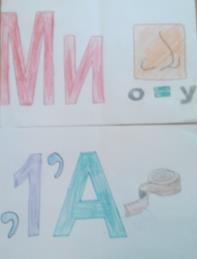 Ми
о = у
,1’А